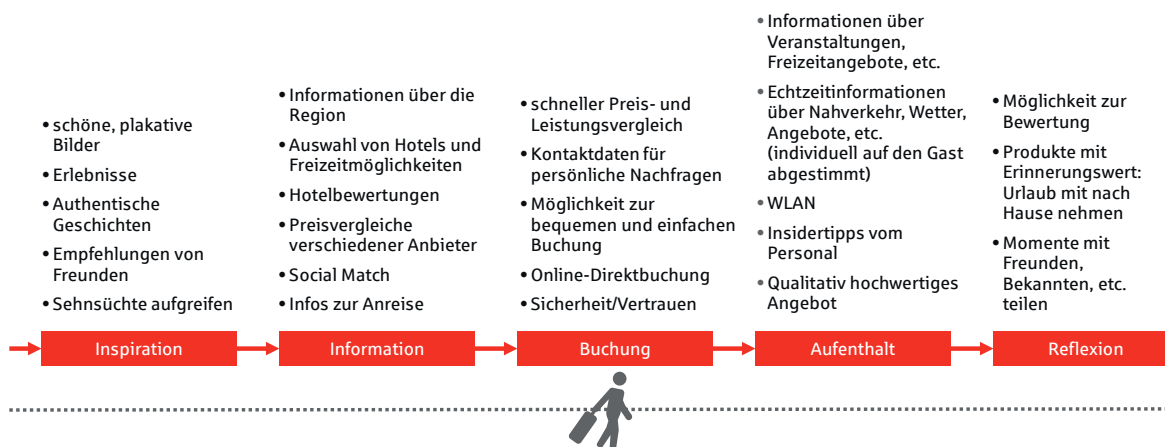 • schöne, plakative
Bilder
• Erlebnisse
• Authentische
Geschichten
• Empfehlungen von
Freunden
• Sehnsüchte aufgreifen
Inspiration
• Informationen über die
Region
• Auswahl von Hotels und
Freizeitmöglichkeiten
• Hotelbewertungen
• Preisvergleiche
verschiedener Anbieter
• Social Match
• Infos zur Anreise
Information
• schneller Preis- und
Leistungsvergleich
• Kontaktdaten für
persönliche Nachfragen
• Möglichkeit zur
bequemen und einfachen
Buchung
• Online-Direktbuchung
• Sicherheit/Vertrauen
Buchung
• Informationen über
Veranstaltungen,
Freizeitangebote, etc.
• Echtzeitinformationen
über Nahverkehr, Wetter,
Angebote, etc.
(individuell auf den Gast
abgestimmt)
• WLAN
• Insidertipps vom
Personal
• Qualitativ hochwertiges
Angebot
Aufenthalt
• Möglichkeit zur
Bewertung
• Produkte mit
Erinnerungswert:
Urlaub mit nach
Hause nehmen
• Momente mit
Freunden,
Bekannten, etc.
teilen
Reflexion